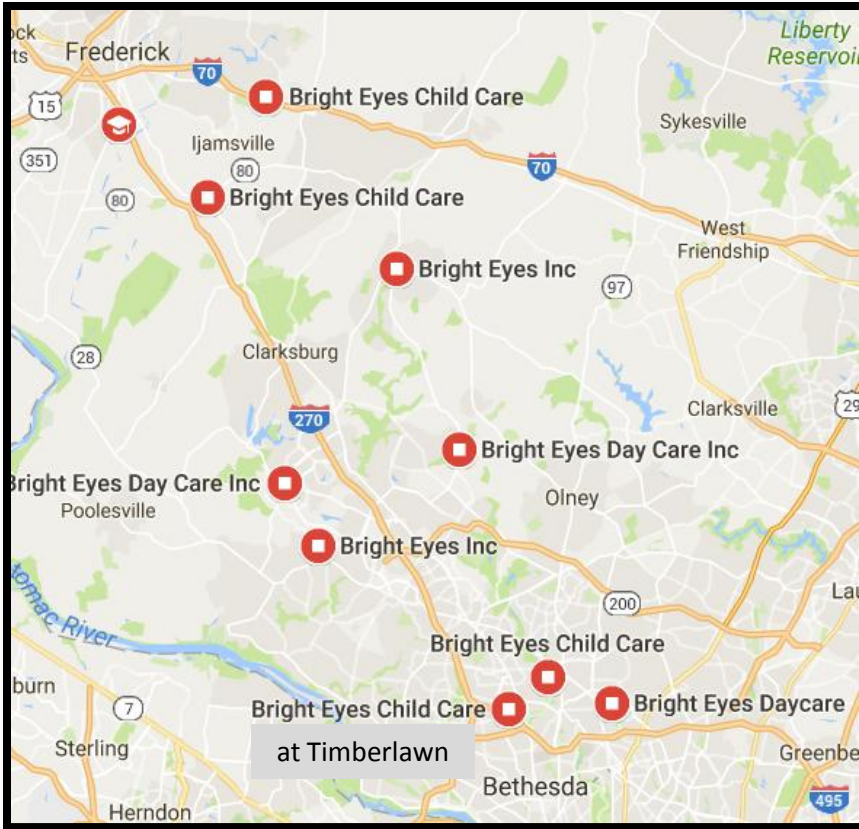 Liberty
Reservoir
ock
ts
Frederick
70
Bright Eyes Child Care
15
Sykesville
Ijamsville
351
80
70
80
Bright Eyes Child Care
West
Friendship
Bright Eyes Inc
97
28
Clarksburg
270
Clarksville
29
Bright Eyes Day Care Inc
Bright Eyes Day Care Inc
Poolesville
Olney
Bright Eyes Inc
tomac River
200
Lau
Bright Eyes Child Care
burn
7
Bright Eyes Child Care
Bright Eyes Daycare
at Timberlawn
Sterling
Greenbe
Bethesda
495
Herndon